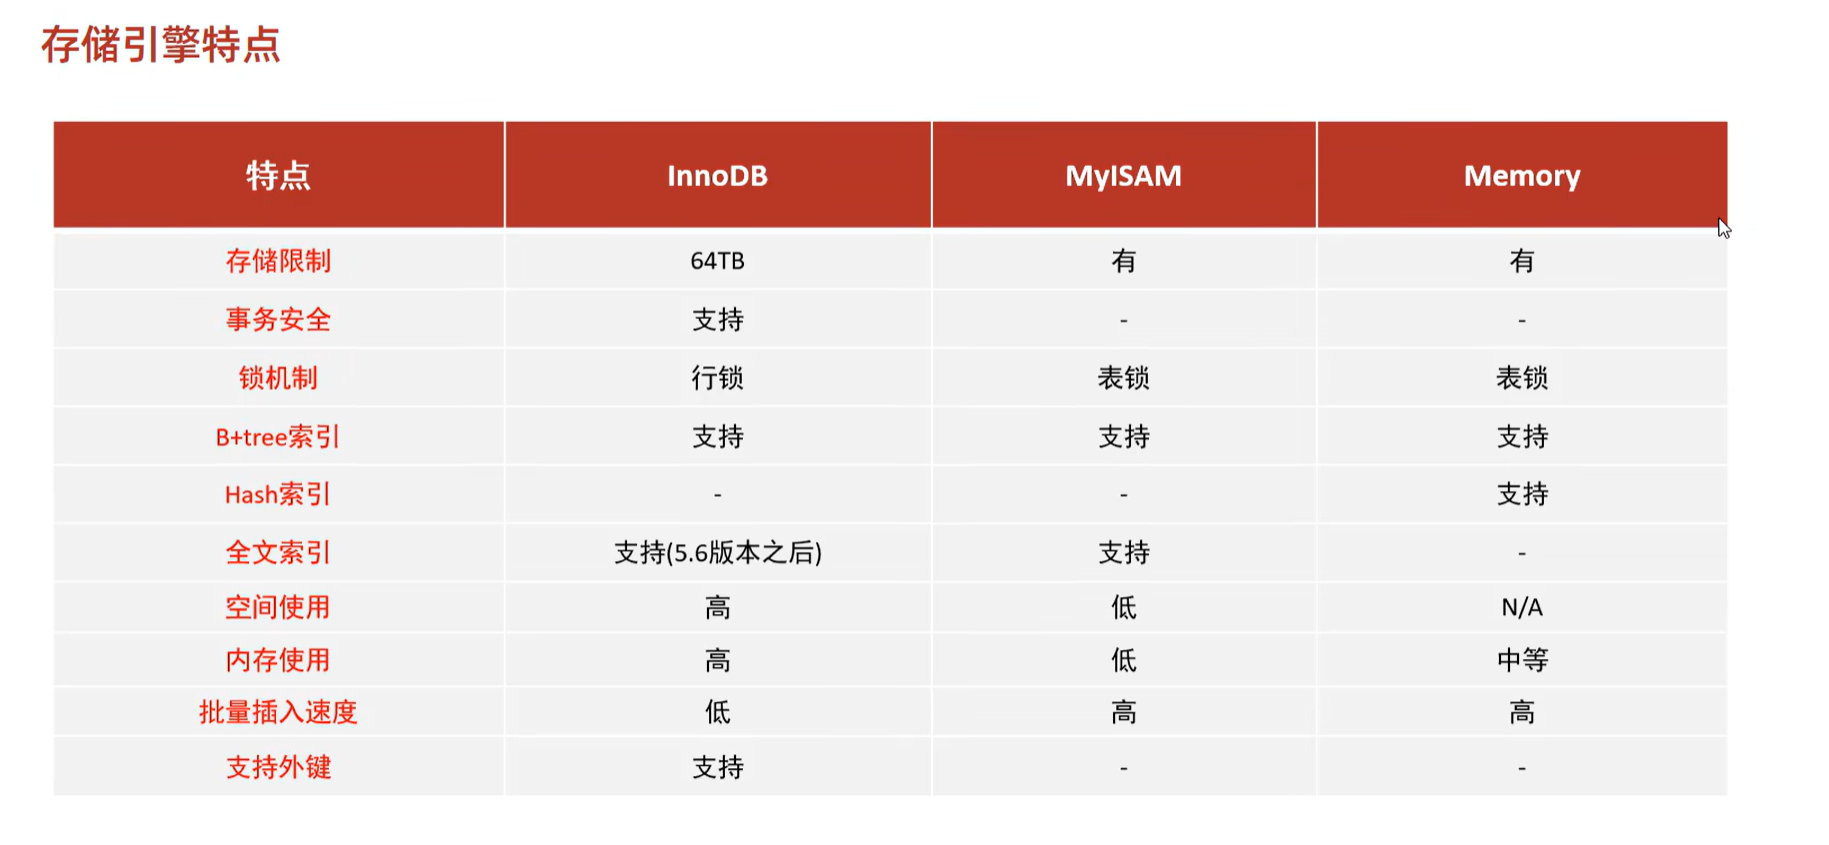 存储引擎特点
特点 InnoDB MyISAM Memory
存储限制 64TB 有 有
事务安全 支持 - -
锁机制 行锁 表锁 表锁
B+tree索引 支持 支持 支持
Hash索引 - - 支持
全文索引 支持(5.6版本之后) 支持 -
空间使用 高 低 N/A
内存使用 高 低 中等
批量插入速度 低 高 高
支持外键 支持 - -